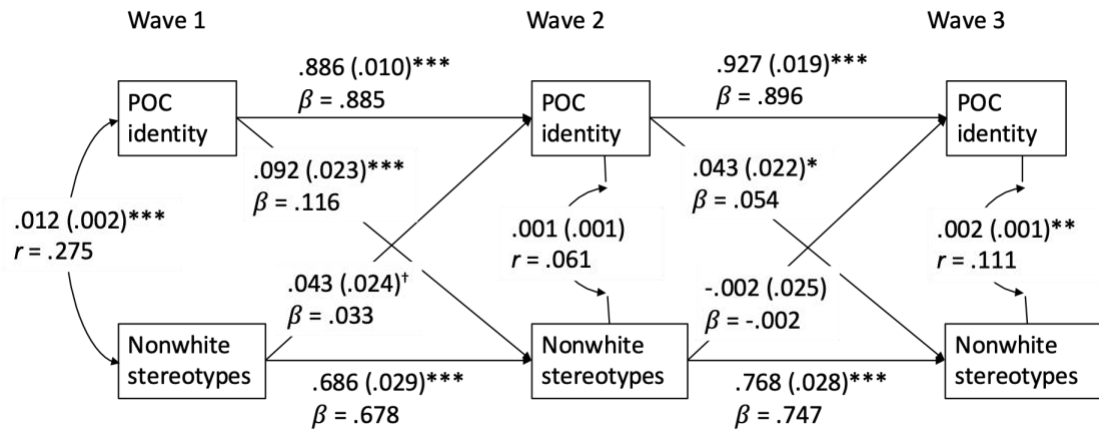 Wave 1
Wave 2
Wave 3
.886 (.010)***
β = .885
.927 (.019)***
β = .896
POC
identity
POC
identity
POC
identity
.092 (.023)***
β = .116
.043 (.022)*
β = .054
.012 (.002)***
r = .275
.001 (.001)
r = .061
.002 (.001)**
r = .111
.043 (.024)†
β = .033
-.002 (.025)
β = -.002
Nonwhite
stereotypes
Nonwhite
stereotypes
Nonwhite
stereotypes
.686 (.029)***
β = .678
.768 (.028)***
β = .747